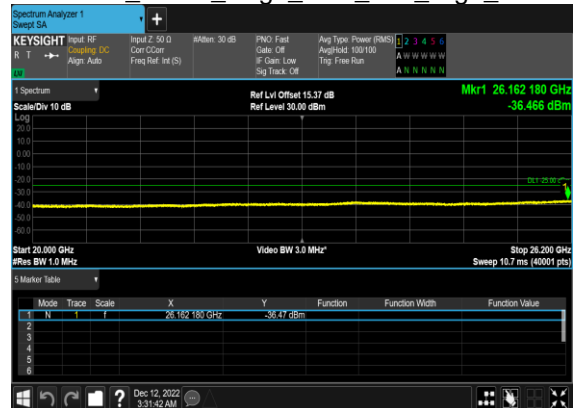 Spectrum Analyzer 1
Swept SA
KEYSIGHT Input: RF Input Z: 50 Ω #Atten: 30 dB PNO: Fast Avg Type: Power (RMS) 1 2 3 4 5 6
R T Coupling: DC Corr CCorr Gate: Off Avg|Hold: 100/100 A W W W W W
Align: Auto Freq Ref: Int (S) IF Gain: Low Trig: Free Run
Sig Track: Off A N N N N N
1 Spectrum Ref Lvl Offset 15.37 dB Mkr1 26.162 180 GHz
Scale/Div 10 dB Ref Level 30.00 dBm -36.466 dBm
Log
20.0
10.0
0.00
-10.0
-20.0
-30.0
-40.0
-50.0
-60.0
1
Start 20.000 GHz Video BW 3.0 MHz* Stop 26.200 GHz
#Res BW 1.0 MHz Sweep 10.7 ms (40001 pts)
5 Marker Table
Mode Trace Scale X Y Function Function Width Function Value
1 N 1 f 26.162 180 GHz -36.47 dBm
2
3
4
5
6
? Dec 12, 2022
3:31:42 AM